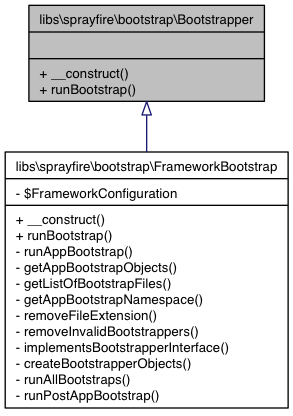 libs\sprayfire\bootstrap\Bootstrapper
+ __construct()
+ runBootstrap()
libs\sprayfire\bootstrap\FrameworkBootstrap
- $FrameworkConfiguration
+ __construct()
+ runBootstrap()
- runAppBootstrap()
- getAppBootstrapObjects()
- getListOfBootstrapFiles()
- getAppBootstrapNamespace()
- removeFileExtension()
- removeInvalidBootstrappers()
- implementsBootstrapperInterface()
- createBootstrapperObjects()
- runAllBootstraps()
- runPostAppBootstrap()